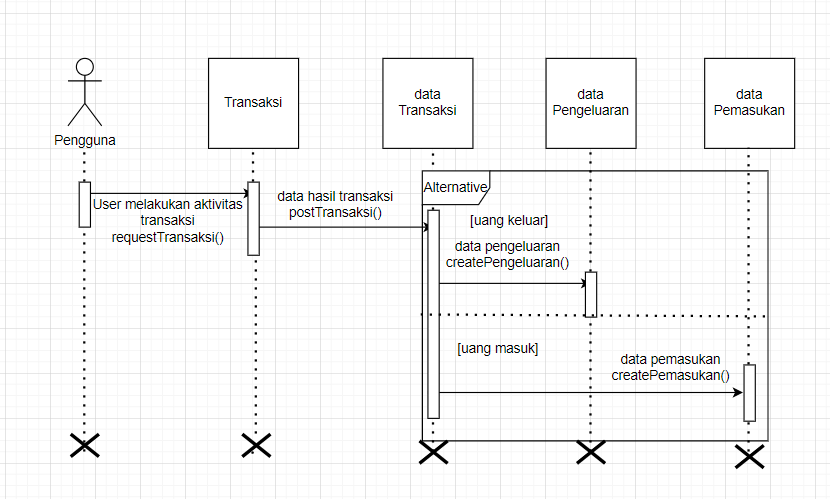 Pengguna
Transaksi
data
Transaksi
data
Pengeluaran
data
Pemasukan
User melakukan aktivitas
transaksi
requestTransaksi()
data hasil transaksi
postTransaksi()
Alternative
[uang keluar]
data pengeluaran
createPengeluaran()
[uang masuk]
data pemasukan
createPemasukan()